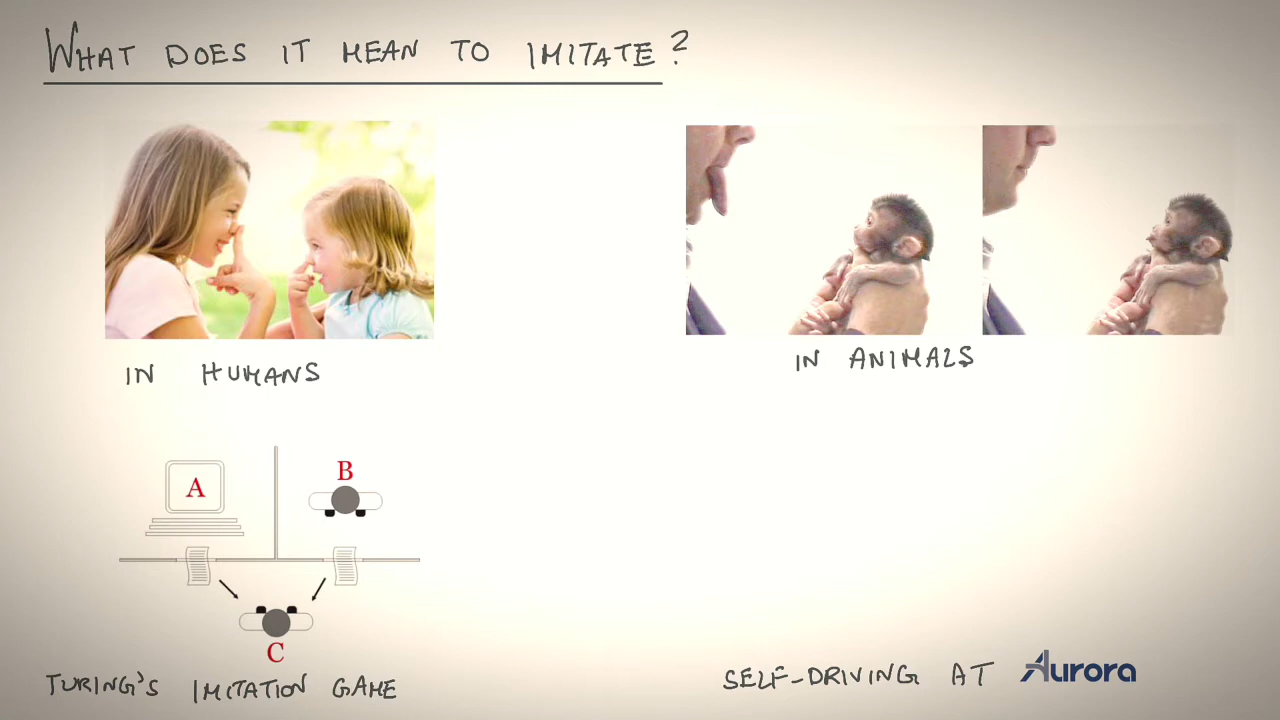 WHAT DOES IT MEAN TO IMITATE?
IN HUMANS
IN ANIMALS
A
B
C
TURING'S IMITATION GAME
SELF-DRIVING AT Aurora